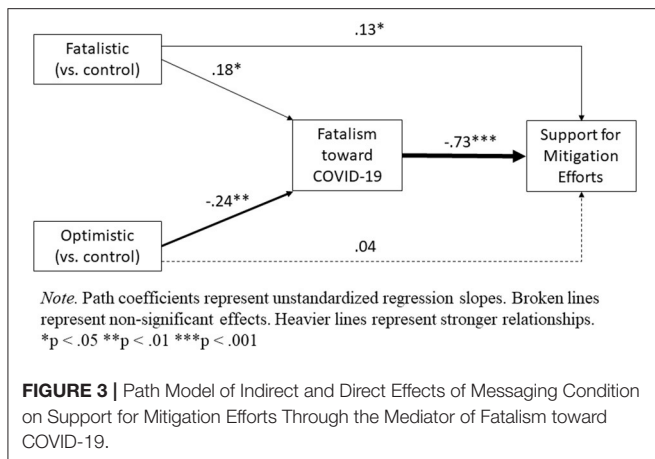 .13*
Fatalistic
(vs. control)
.18*
Fatalism
toward
COVID-19
-.73***
Support for
Mitigation
Efforts
-.24**
Optimistic
(vs. control)
.04
Note. Path coefficients represent unstandardized regression slopes. Broken lines
represent non-significant effects. Heavier lines represent stronger relationships.
*p < .05 **p < .01 ***p < .001
FIGURE 3 | Path Model of Indirect and Direct Effects of Messaging Condition
on Support for Mitigation Efforts Through the Mediator of Fatalism toward
COVID-19.